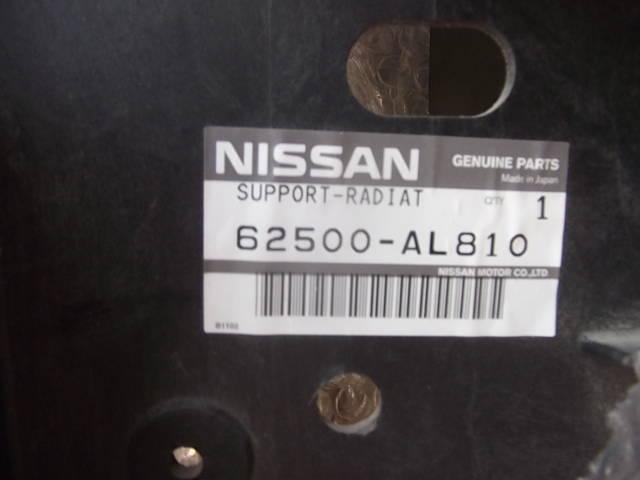 NISSAN GENUINE PARTS
Made in Japan
SUPPORT-RADIAT QTY 1
62500-AL810
NISSAN MOTOR CO.,LTD